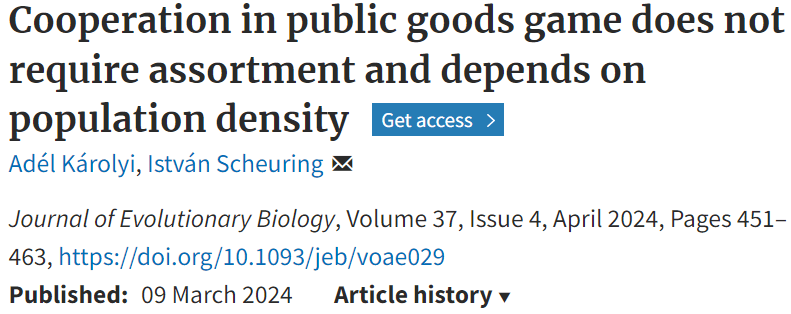 Cooperation in public goods game does not
require assortment and depends on
population density Get access >
Adél Károlyi, István Scheuring
Journal of Evolutionary Biology, Volume 37, Issue 4, April 2024, Pages 451–
463, https://doi.org/10.1093/jeb/voae029
Published: 09 March 2024 Article history ▾